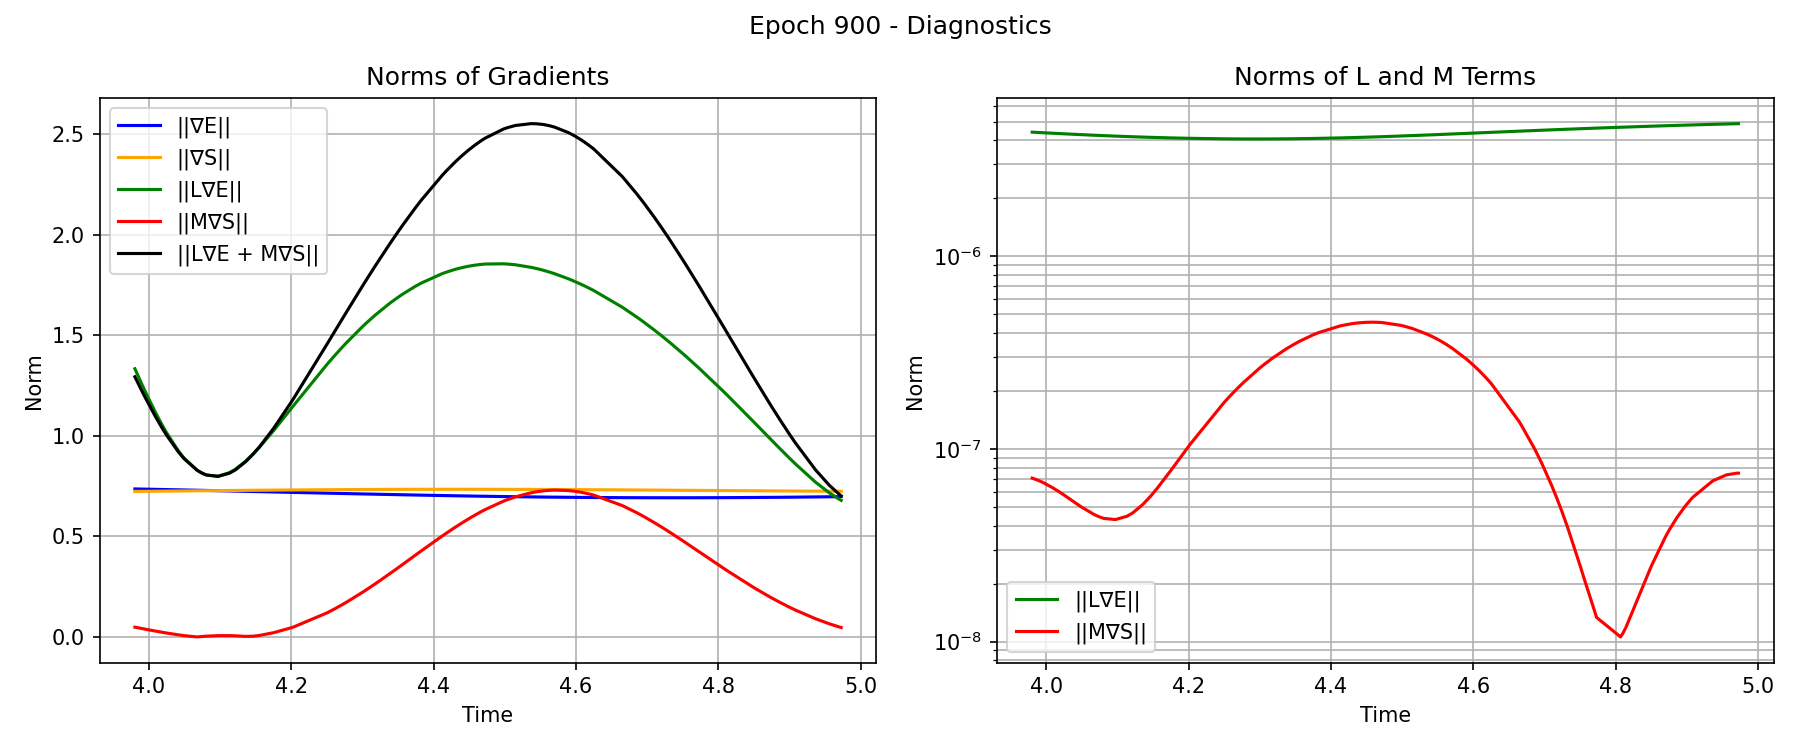 Epoch 900 - Diagnostics
Norms of Gradients
||∇E||
||∇S||
||L∇E||
||M∇S||
||L∇E + M∇S||
2.5
2.0
1.5
1.0
0.5
0.0
Norm
4.0 4.2 4.4 4.6 4.8 5.0
Time
Norms of L and M Terms
10⁻⁶
10⁻⁷
10⁻⁸
Norm
||L∇E||
||M∇S||
4.0 4.2 4.4 4.6 4.8 5.0
Time